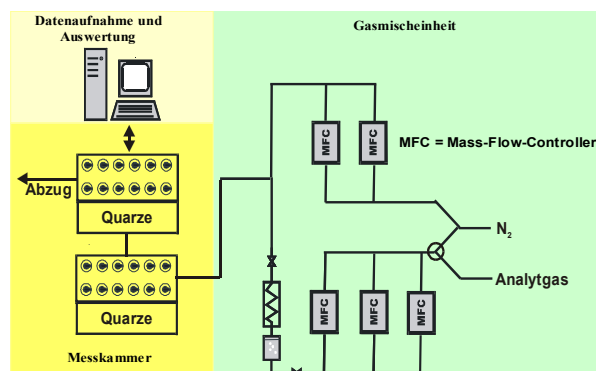 Datenaufnahme und
Auswertung
Gasmischeinheit
MFC
MFC
MFC = Mass-Flow-Controller
Abzug
Quarze
N₂
Analytgas
Quarze
MFC
MFC
MFC
Messkammer